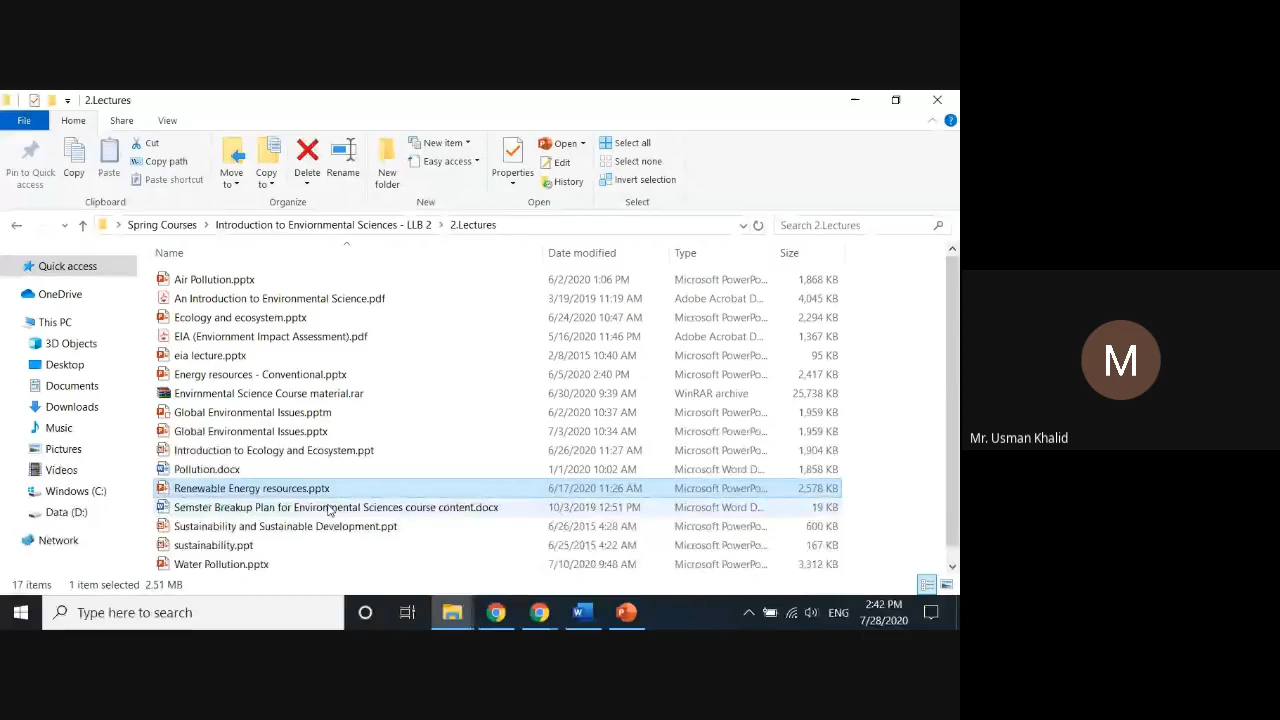 2.Lectures
File Home Share View
Pin to Quick access
Copy
Paste
Cut
Copy path
Paste shortcut
Clipboard
Move to
Copy to
Delete
Rename
Organize
New folder
New item
Easy access
New
Properties
Open
Edit
History
Open
Select all
Select none
Invert selection
Select
Spring Courses > Introduction to Enviornmental Sciences - LLB 2 > 2.Lectures
Search 2.Lectures
Name Date modified Type Size
Air Pollution.pptx 6/2/2020 1:06 PM Microsoft PowerPo... 1,868 KB
An Introduction to Environmental Science.pdf 3/19/2019 11:19 AM Adobe Acrobat D... 4,045 KB
Ecology and ecosystem.pptx 6/24/2020 10:47 AM Microsoft PowerPo... 2,294 KB
EIA (Enviornment Impact Assessment).pdf 5/16/2020 11:46 PM Adobe Acrobat D... 1,367 KB
eia lecture.pptx 2/8/2015 10:40 AM Microsoft PowerPo... 95 KB
Energy resources - Conventional.pptx 6/5/2020 2:40 PM Microsoft PowerPo... 2,417 KB
Envirnmental Science Course material.rar 6/30/2020 9:39 AM WinRAR archive 25,738 KB
Global Environmental Issues.pptm 6/2/2020 10:37 AM Microsoft PowerPo... 1,959 KB
Global Environmental Issues.pptx 7/3/2020 10:34 AM Microsoft PowerPo... 1,959 KB
Introduction to Ecology and Ecosystem.ppt 6/26/2020 11:27 AM Microsoft PowerPo... 1,904 KB
Pollution.docx 1/1/2020 10:02 AM Microsoft Word D... 1,858 KB
Renewable Energy resources.pptx 6/17/2020 11:26 AM Microsoft PowerPo... 2,578 KB
Semster Breakup Plan for Environmental Sciences course content.docx 10/3/2019 12:51 PM Microsoft Word D... 19 KB
Sustainability and Sustainable Development.ppt 6/26/2015 4:28 AM Microsoft PowerPo... 600 KB
sustainability.ppt 6/25/2015 4:22 AM Microsoft PowerPo... 167 KB
Water Pollution.pptx 7/10/2020 9:48 AM Microsoft PowerPo... 3,312 KB
Quick access
OneDrive
This PC
3D Objects
Desktop
Documents
Downloads
Music
Pictures
Videos
Windows (C:)
Data (D:)
Network
17 items 1 item selected 2.51 MB
Type here to search
ENG
2:42 PM
7/28/2020
M
Mr. Usman Khalid